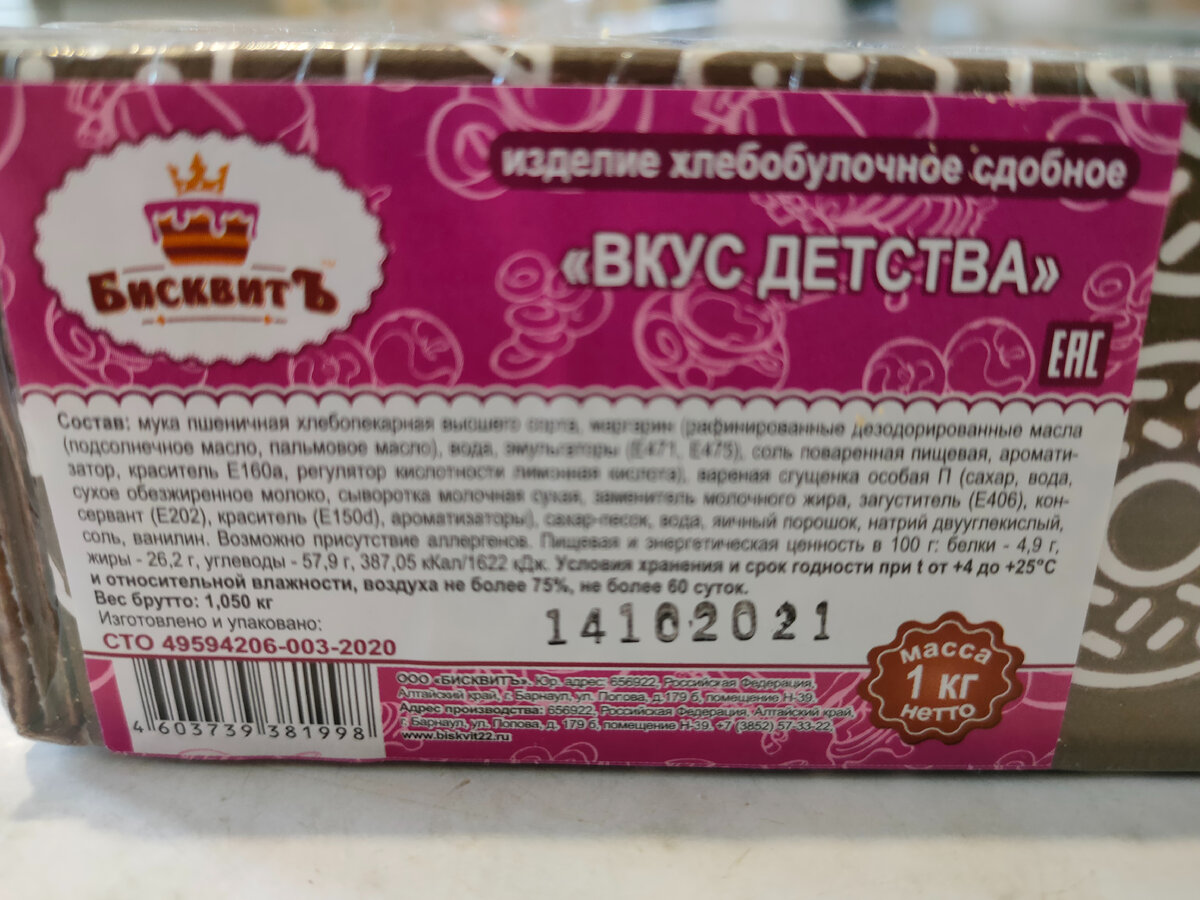 БисквитЪ
изделие хлебобулочное сдобное
«ВКУС ДЕТСТВА»
ЕАС
Состав: мука пшеничная хлебопекарная высшего сорта, маргарин (рафинированные дезодорированные масла
(подсолнечное масло, пальмовое масло), вода, эмульгаторы (Е471, Е475), соль поваренная пищевая, аромати-
затор, краситель Е160а, регулятор кислотности лимонная кислота), вареная сгущенка особая П (сахар, вода,
сухое обезжиренное молоко, сыворотка молочная сухая, заменитель молочного жира, загуститель (Е406), кон-
сервант (Е202), краситель (Е150d), ароматизаторы), сахар-песок, вода, яичный порошок, натрий двууглекислый,
соль, ванилин. Возможно присутствие аллергенов. Пищевая и энергетическая ценность в 100 г: белки - 4,9 г,
жиры - 26,2 г, углеводы - 57,9 г, 387,05 кКал/1622 кДж. Условия хранения и срок годности при t от +4 до +25°С
и относительной влажности, воздуха не более 75%, не более 60 суток.
Вес брутто: 1,050 кг
Изготовлено и упаковано:
14102021
СТО 49594206-003-2020
масса
1 кг
нетто
4 603739 381998
ООО «БИСКВИТЪ». Юр. адрес: 656922, Российская Федерация,
Алтайский край, г. Барнаул, ул. Попова, д.179 б, помещение Н-39.
Адрес производства: 656922, Российская Федерация, Алтайский край,
г. Барнаул, ул. Попова, д. 179 б, помещение Н-39, +7 (3852) 57-33-22,
www.biskvit22.ru